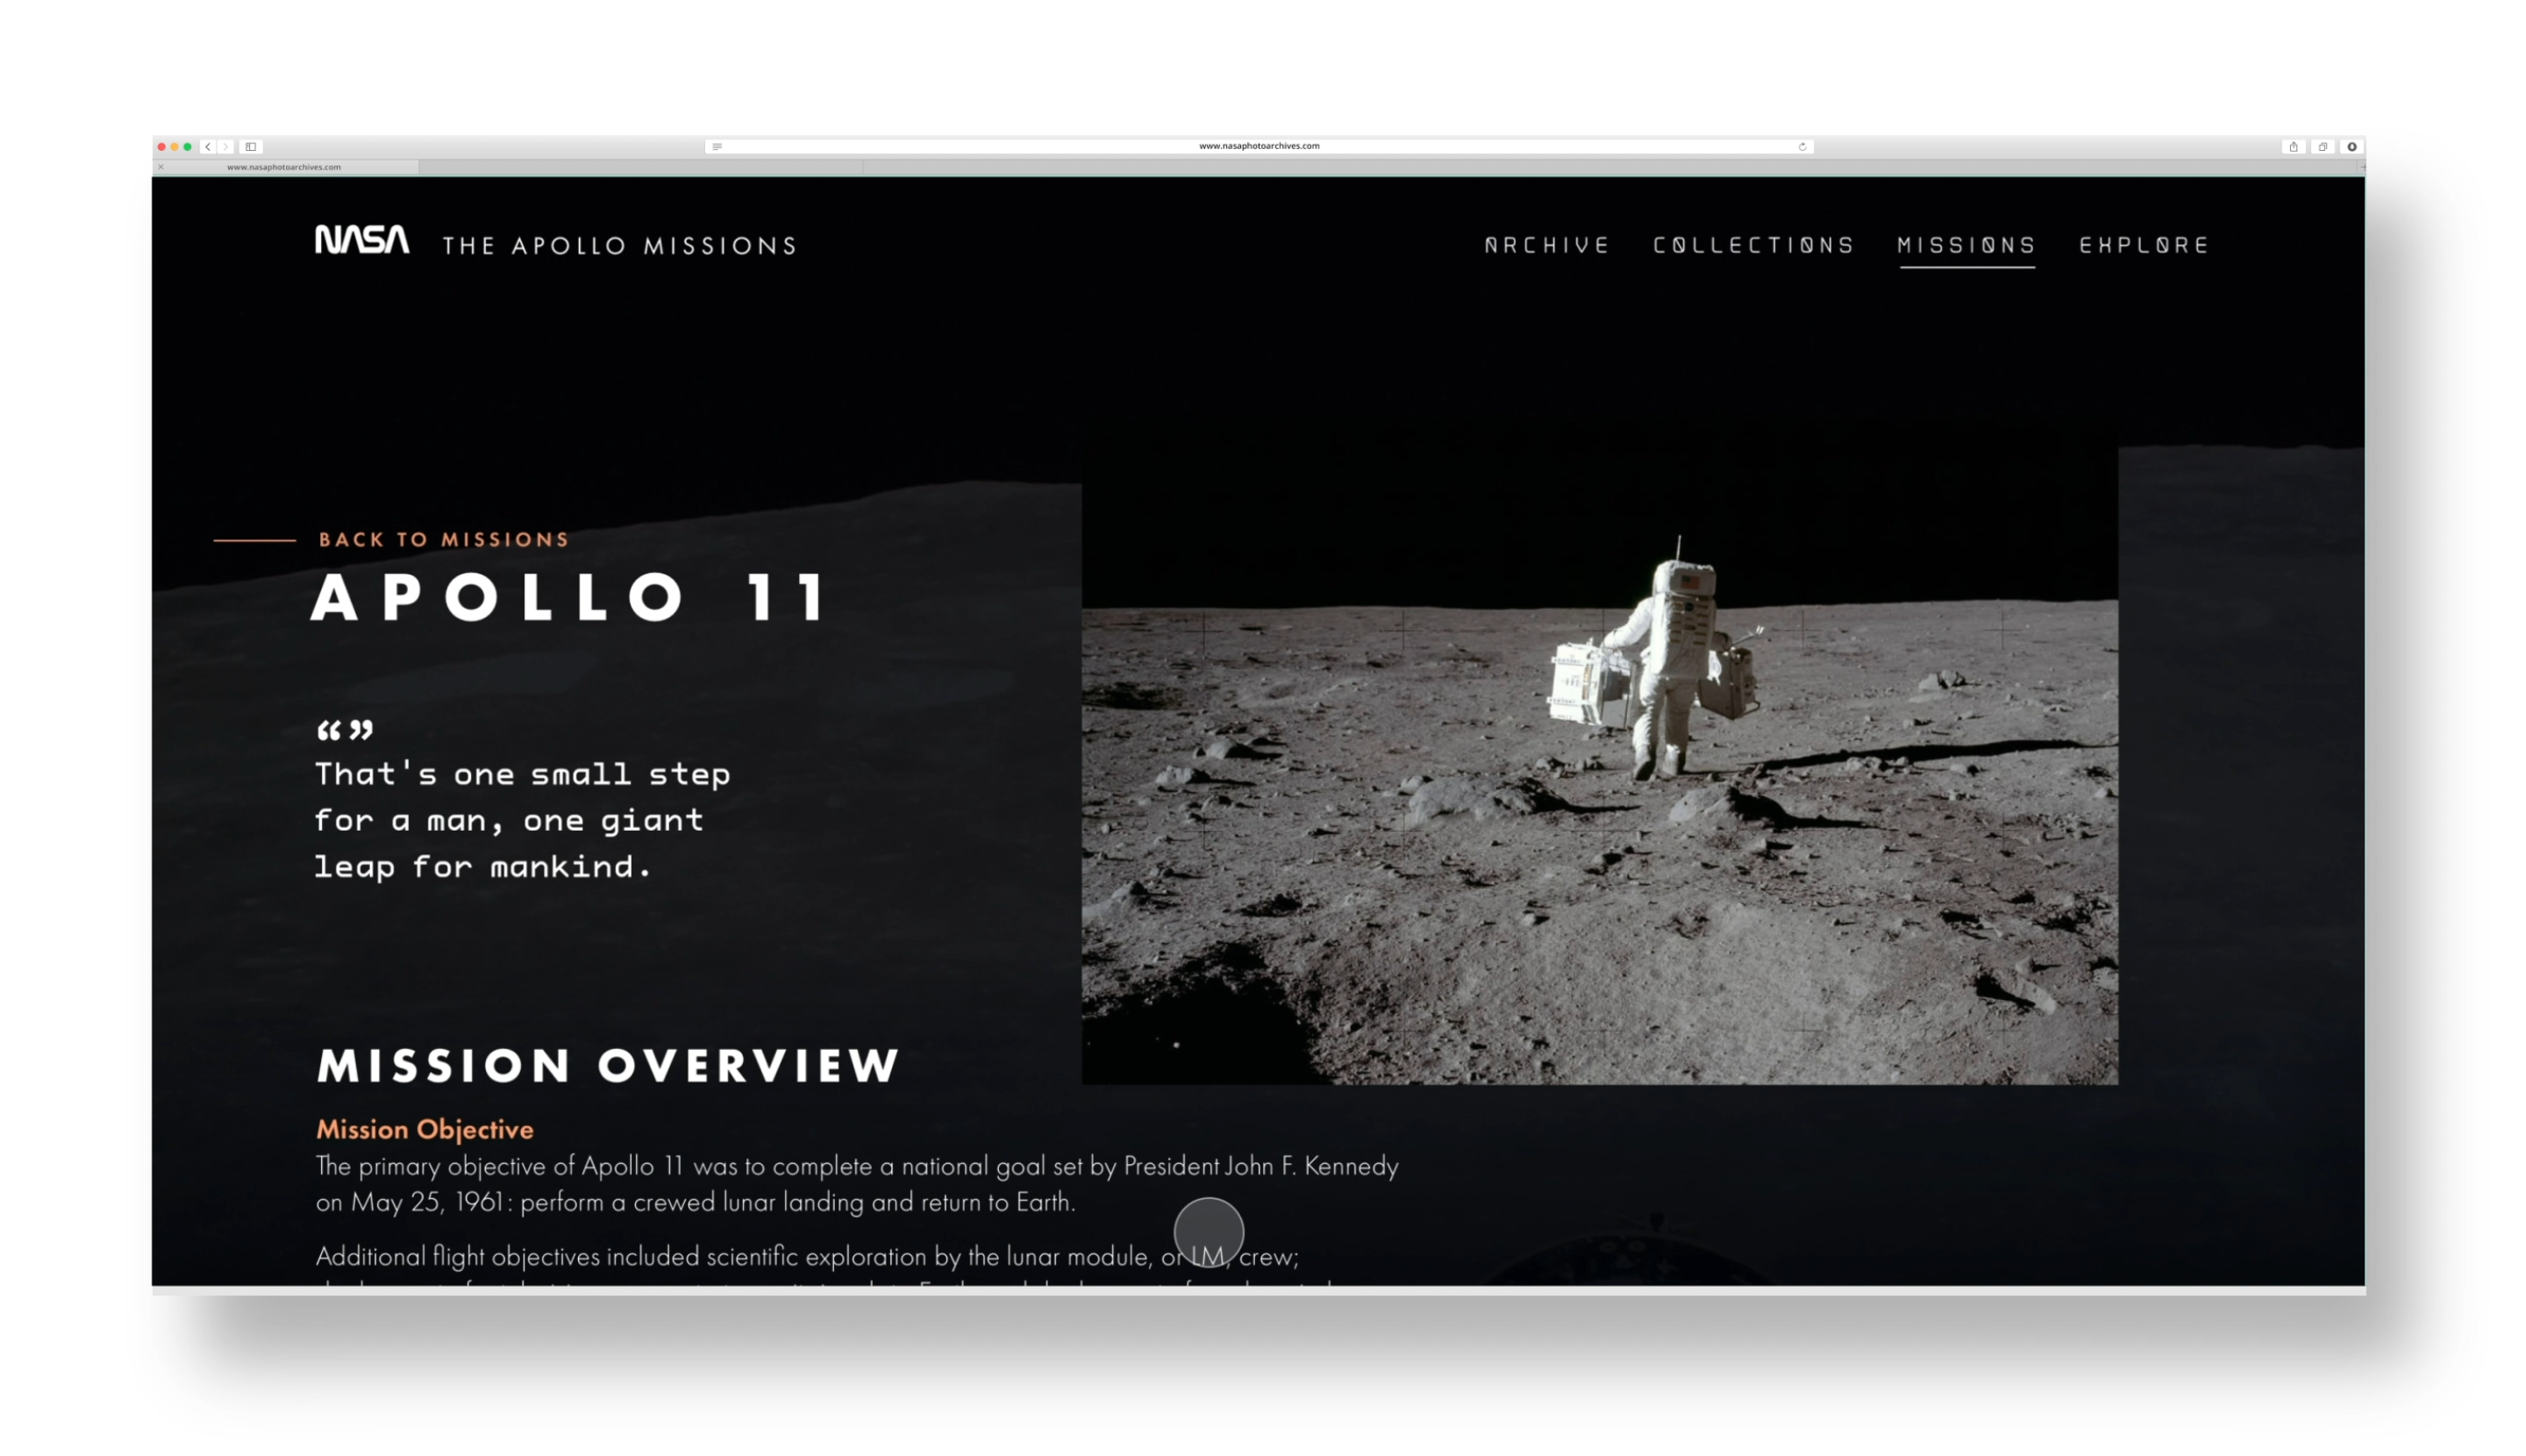 www.nasaphotoarchives.com
www.nasaphotoarchives.com
NASA THE APOLLO MISSIONS
ARCHIVE COLLECTIONS MISSIONS EXPLORE
BACK TO MISSIONS
APOLLO 11
“ ”
That's one small step
for a man, one giant
leap for mankind.
MISSION OVERVIEW
Mission Objective
The primary objective of Apollo 11 was to complete a national goal set by President John F. Kennedy
on May 25, 1961: perform a crewed lunar landing and return to Earth.
Additional flight objectives included scientific exploration by the lunar module, or LM, crew;